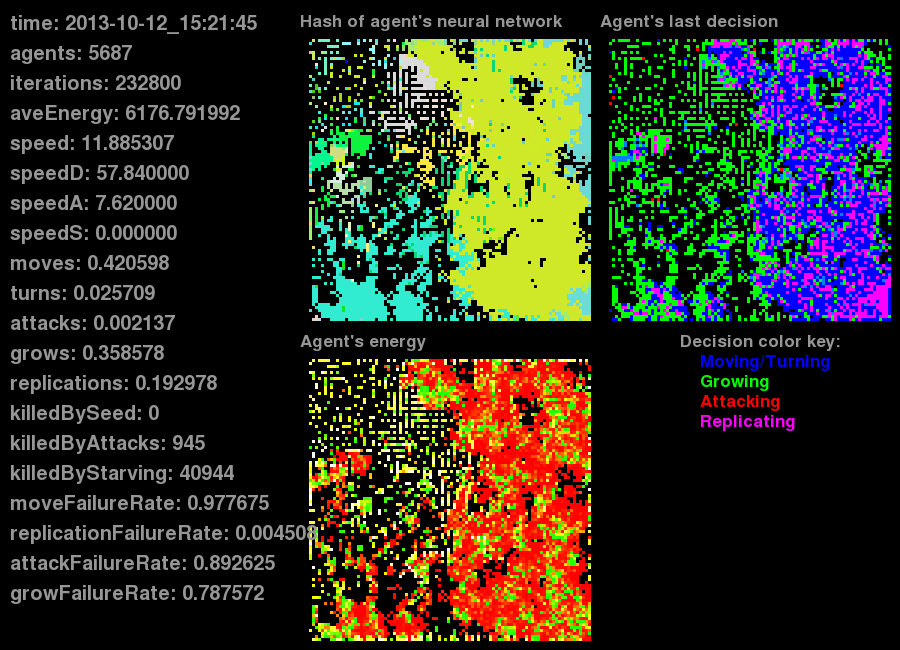 time: 2013-10-12_15:21:45
agents: 5687
iterations: 232800
aveEnergy: 6176.791992
speed: 11.885307
speedD: 57.840000
speedA: 7.620000
speedS: 0.000000
moves: 0.420598
turns: 0.025709
attacks: 0.002137
grows: 0.358578
replications: 0.192978
killedBySeed: 0
killedByAttacks: 945
killedByStarving: 40944
moveFailureRate: 0.977675
replicationFailureRate: 0.004508
attackFailureRate: 0.892625
growFailureRate: 0.787572
Hash of agent's neural network
Agent's last decision
Agent's energy
Decision color key:
Moving/Turning
Growing
Attacking
Replicating